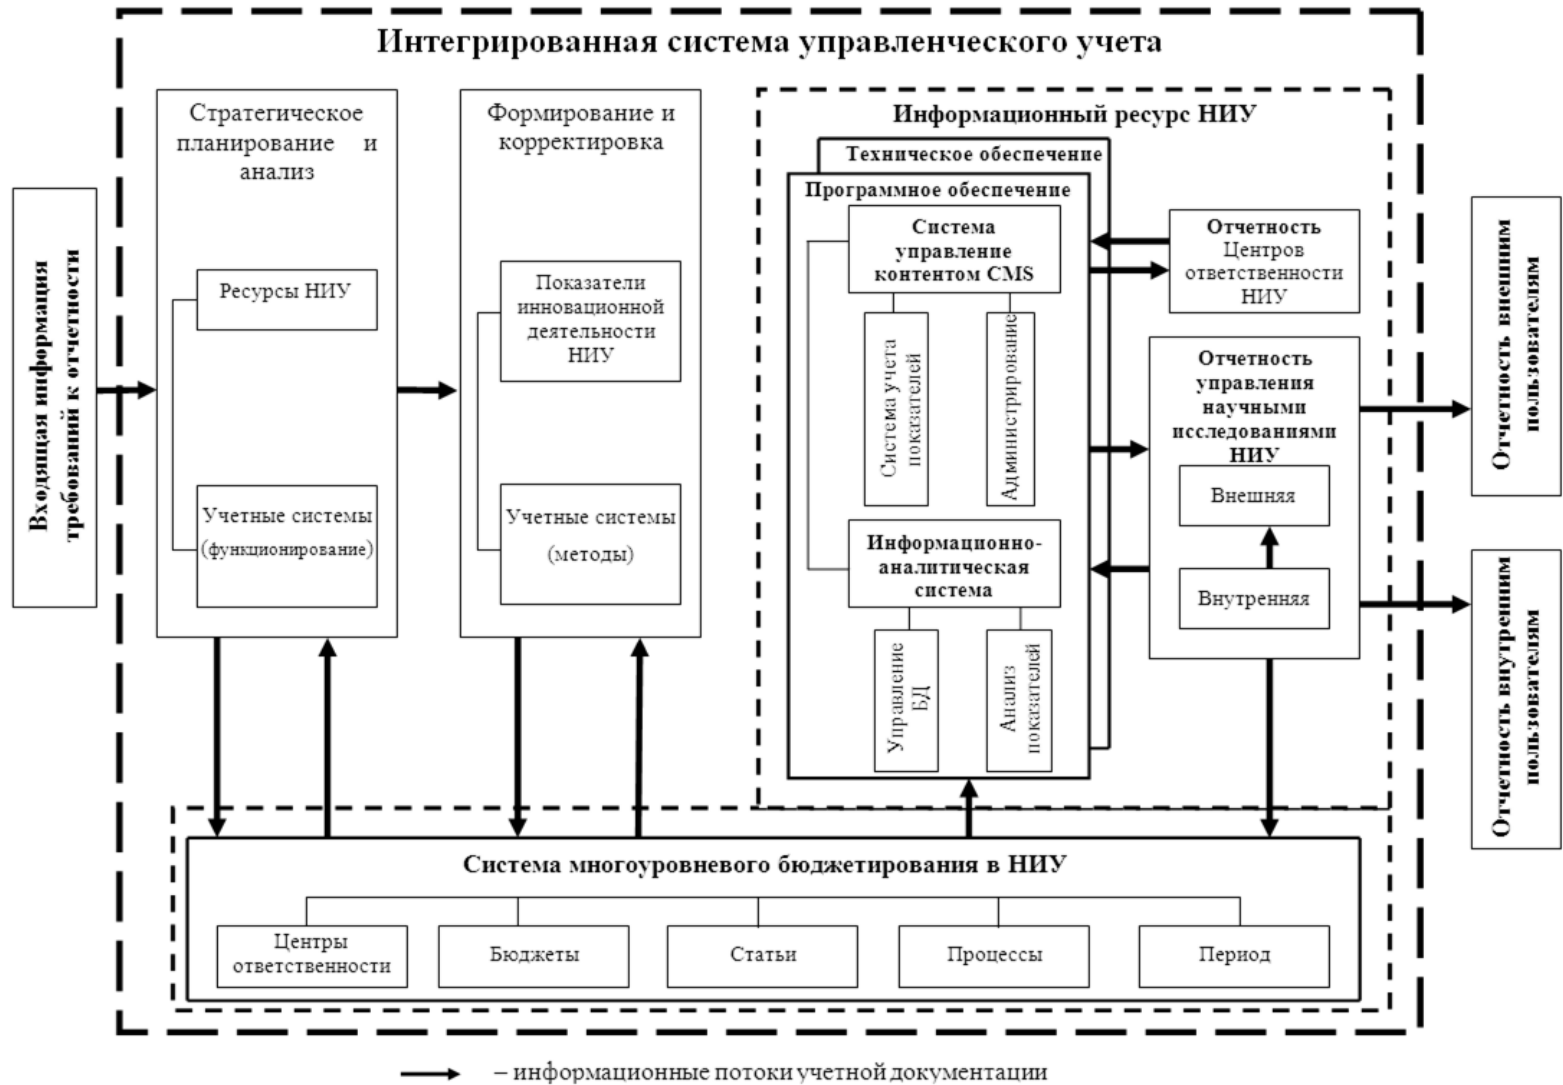 Интегрированная система управленческого учета
Входящая информация
требований к отчетности
Стратегическое
планирование и
анализ
Ресурсы НИУ
Учетные системы
(функционирование)
Формирование и
корректировка
Показатели
инновационной
деятельности
НИУ
Учетные системы
(методы)
Информационный ресурс НИУ
Техническое обеспечение
Программное обеспечение
Система
управление
контентом CMS
Система учета
показателей
Администрирование
Информационно-
аналитическая
система
Управление
БД
Анализ
показателей
Отчетность
Центров
ответственности
НИУ
Отчетность
управления
научными
исследованиями
НИУ
Внешняя
Внутренняя
Отчетность внешним
пользователям
Отчетность внутренним
пользователям
Система многоуровневого бюджетирования в НИУ
Центры
ответственности
Бюджеты
Статьи
Процессы
Период
– информационные потоки учетной документации